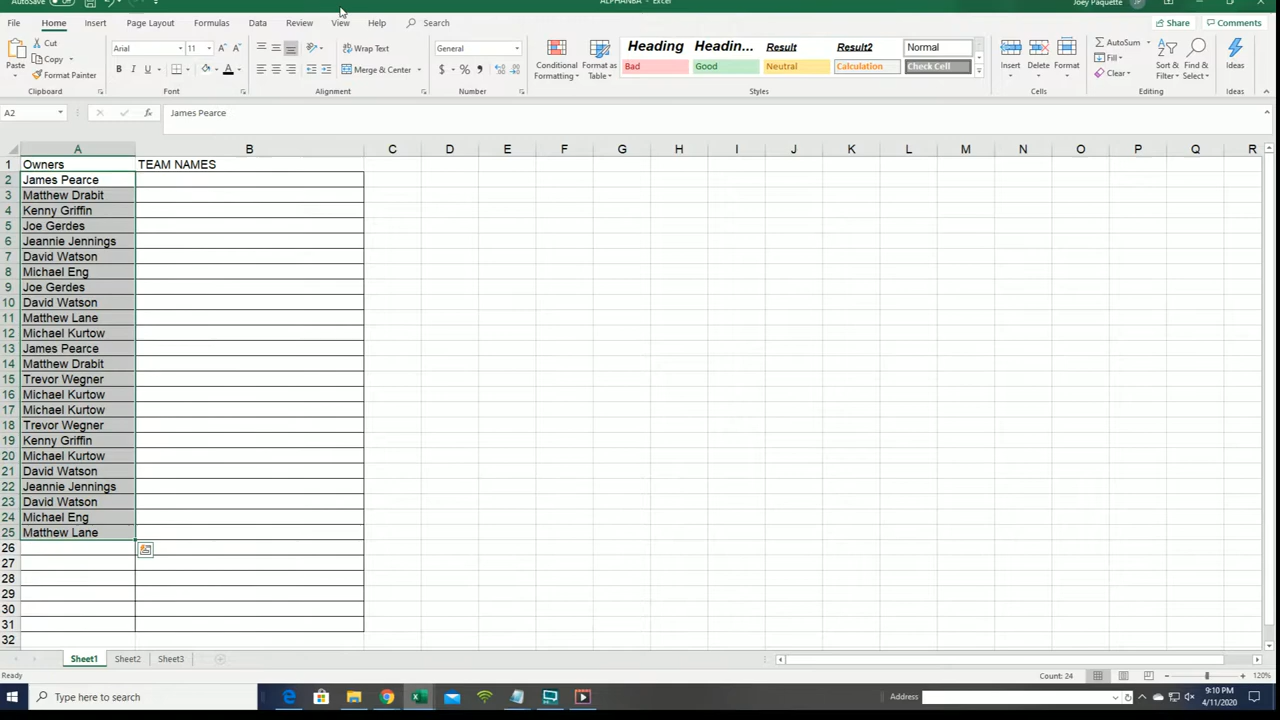 AutoSave Off ALPHANBA - Excel Joey Paquette JP
File Home Insert Page Layout Formulas Data Review View Help Search Share Comments
Paste Cut Copy Format Painter Clipboard
Arial 11 Font
Wrap Text Merge & Center Alignment
General Number
Conditional Formatting Format as Table
Heading Headin... Result Result2 Normal
Bad Good Neutral Calculation Check Cell
Styles
Insert Delete Format Cells
AutoSum Fill Clear Sort & Filter Find & Select Editing
Ideas Ideas
A2 fx James Pearce
A B C D E F G H I J K L M N O P Q R
1 Owners TEAM NAMES
2 James Pearce
3 Matthew Drabit
4 Kenny Griffin
5 Joe Gerdes
6 Jeannie Jennings
7 David Watson
8 Michael Eng
9 Joe Gerdes
10 David Watson
11 Matthew Lane
12 Michael Kurtow
13 James Pearce
14 Matthew Drabit
15 Trevor Wegner
16 Michael Kurtow
17 Michael Kurtow
18 Trevor Wegner
19 Kenny Griffin
20 Michael Kurtow
21 David Watson
22 Jeannie Jennings
23 David Watson
24 Michael Eng
25 Matthew Lane
26
27
28
29
30
31
32
Sheet1 Sheet2 Sheet3
Ready Count: 24 120%
Type here to search Address 9:10 PM
4/11/2020